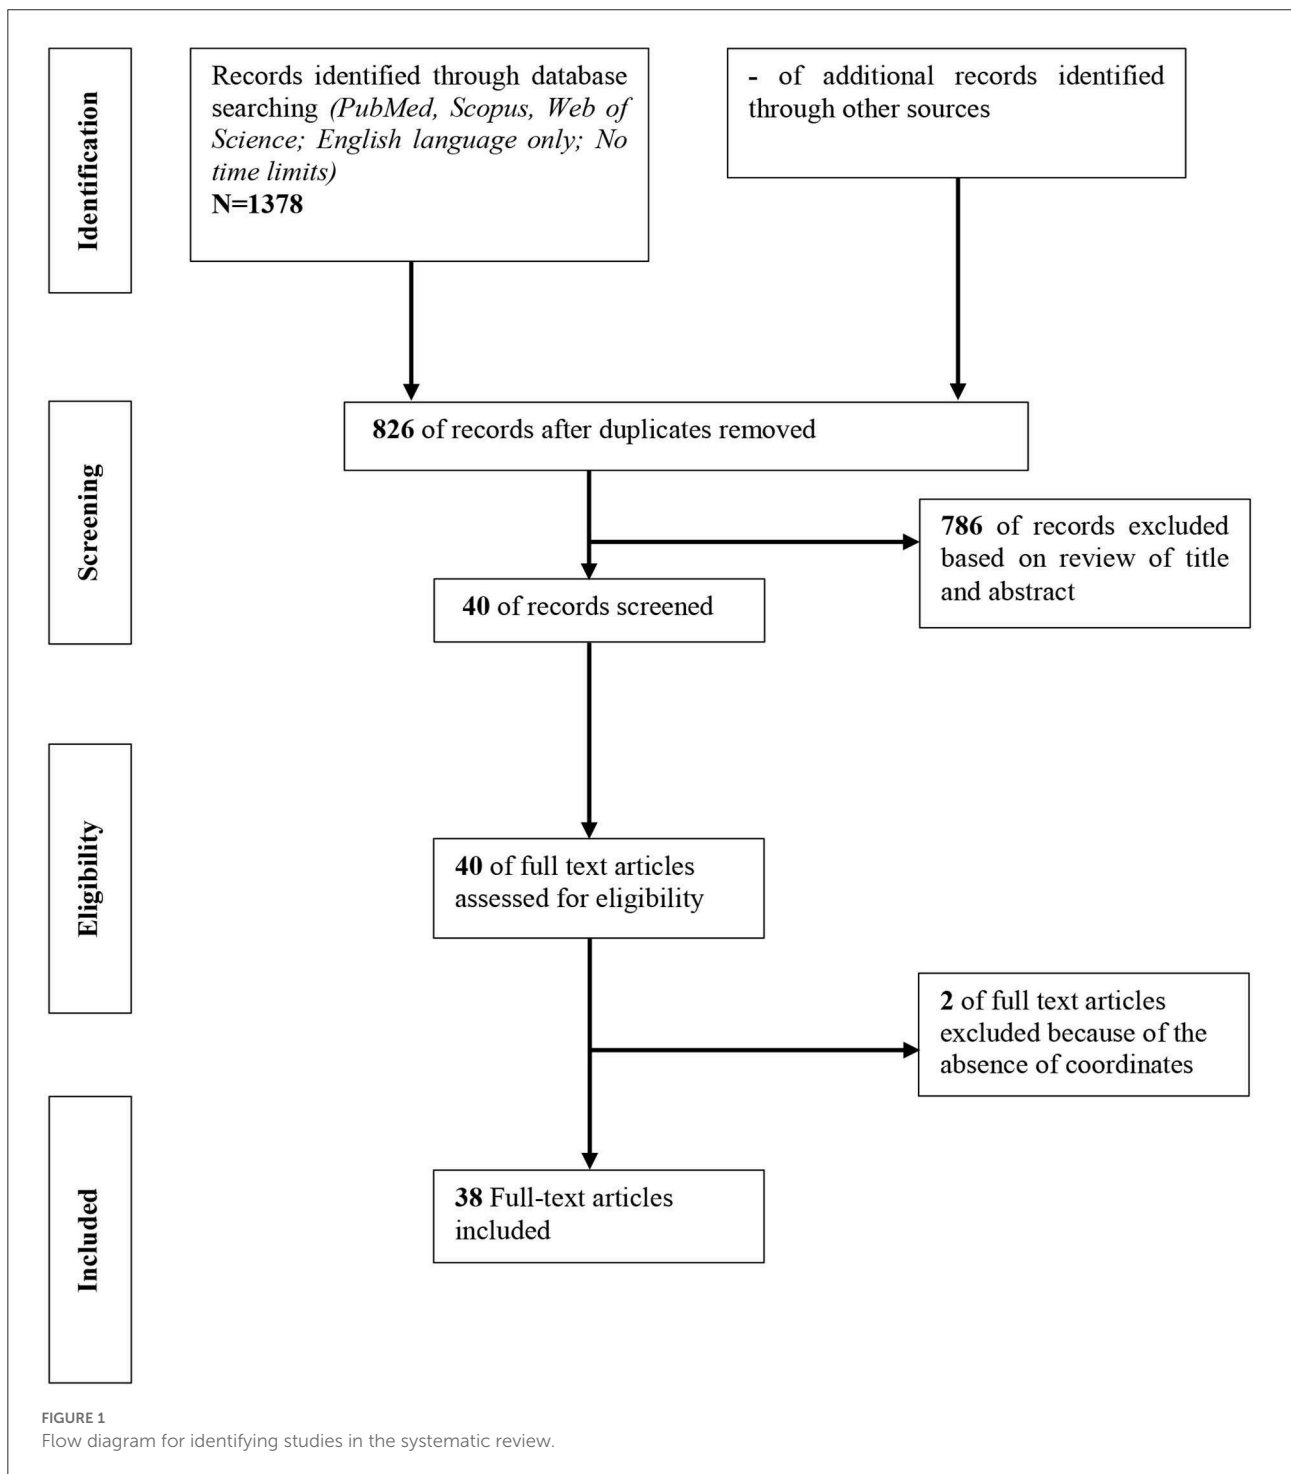 Identification
Records identified through database
searching (PubMed, Scopus, Web of
Science; English language only; No
time limits)
N=1378
- of additional records identified
through other sources
Screening
826 of records after duplicates removed
786 of records excluded
based on review of title
and abstract
40 of records screened
Eligibility
40 of full text articles
assessed for eligibility
2 of full text articles
excluded because of the
absence of coordinates
Included
38 Full-text articles
included
FIGURE 1
Flow diagram for identifying studies in the systematic review.